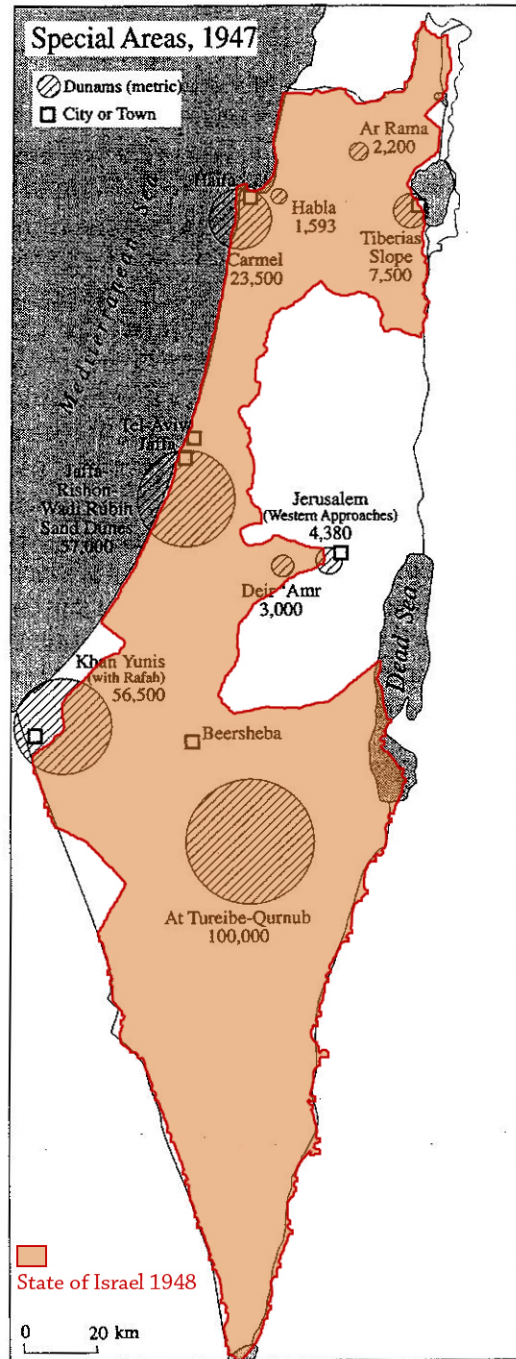 Special Areas, 1947
Dunams (metric)
City or Town
Ar Rama
2,200
Haifa
Habla
1,593
Carmel
23,500
Tiberias
Slope
7,500
Mediterranean Sea
Tel-Aviv
Jaffa
Jaffa-
Rishon-
Wadi Rubin
Sand Dunes
57,000
Jerusalem
(Western Approaches)
4,380
Deir 'Amr
3,000
Dead Sea
Khan Yunis
(with Rafah)
56,500
Beersheba
At Tureibe-Qurnub
100,000
State of Israel 1948
0 20 km